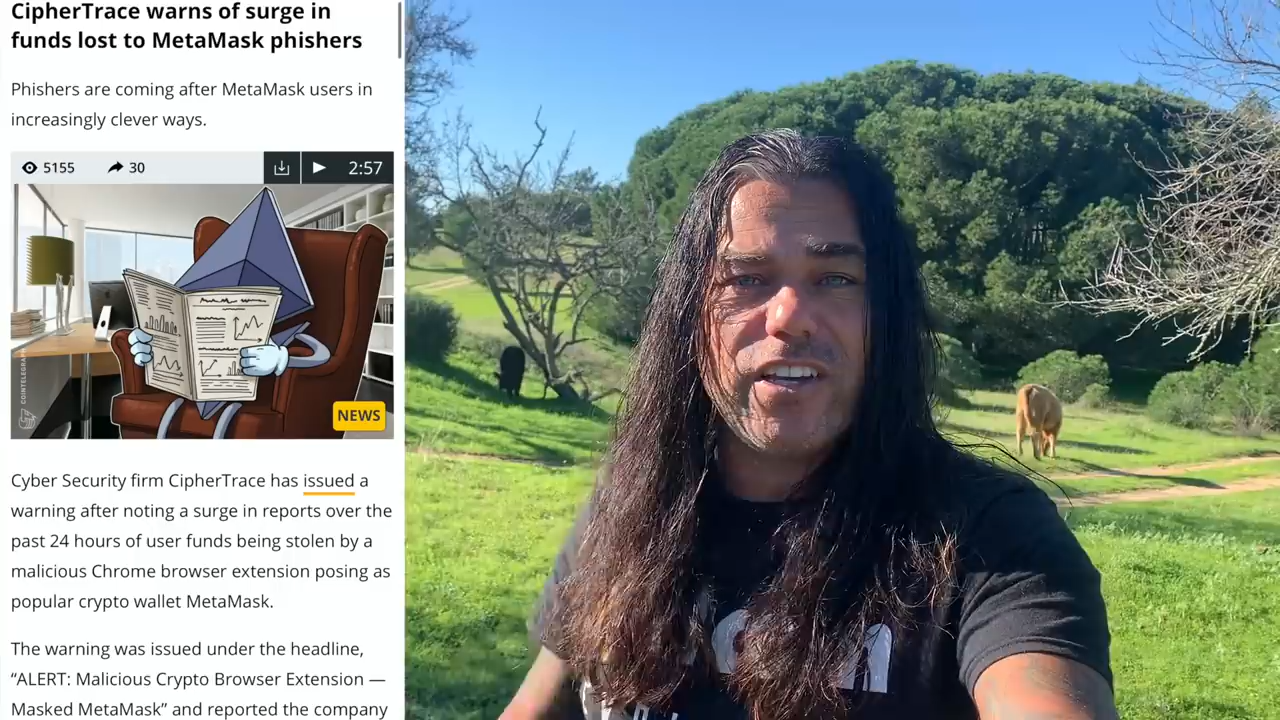 CipherTrace warns of surge in
funds lost to MetaMask phishers
Phishers are coming after MetaMask users in
increasingly clever ways.
5155
30
2:57
COINTELEGRAPH
NEWS
Cyber Security firm CipherTrace has issued a
warning after noting a surge in reports over the
past 24 hours of user funds being stolen by a
malicious Chrome browser extension posing as
popular crypto wallet MetaMask.
The warning was issued under the headline,
“ALERT: Malicious Crypto Browser Extension —
Masked MetaMask” and reported the company